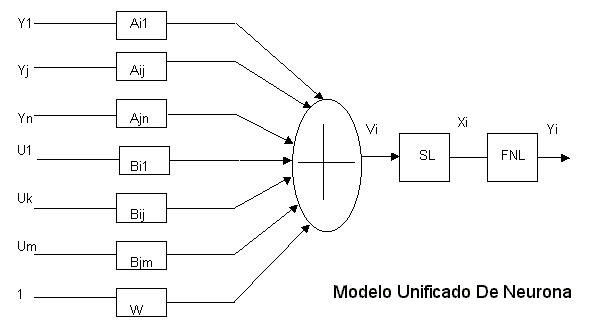 Y1 Ai1
Yj Aij
Yn Ajn
U1 Bi1
Uk Bij
Um Bjm
1 W
Vi SL Xi FNL Yi
Modelo Unificado De Neurona